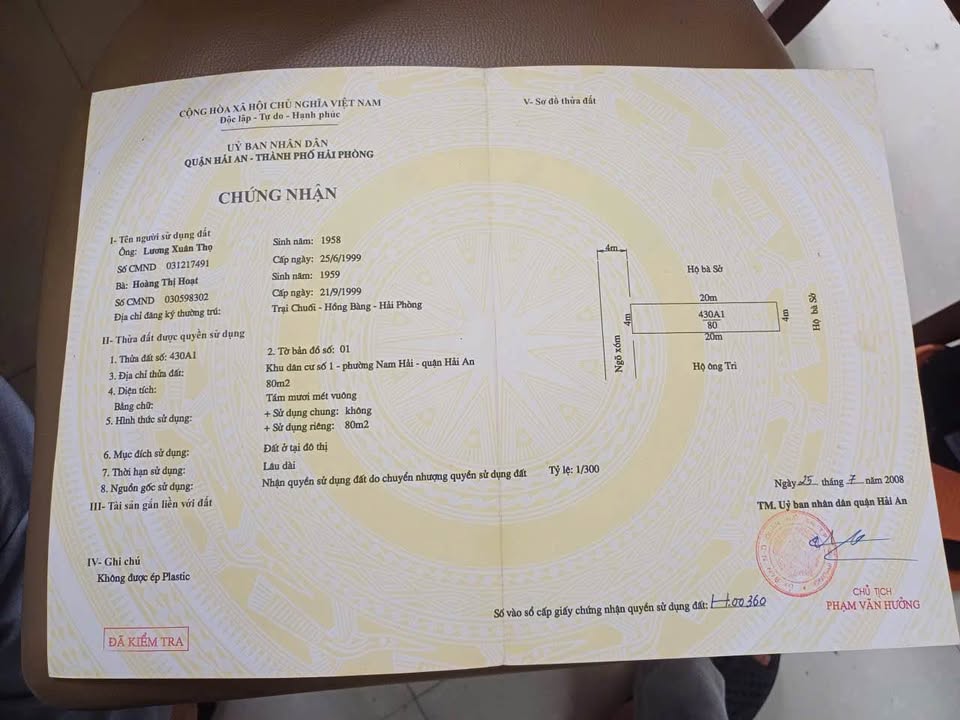 CỘNG HÒA XÃ HỘI CHỦ NGHĨA VIỆT NAM
Độc lập - Tự do - Hạnh phúc
UỶ BAN NHÂN DÂN
QUẬN HẢI AN - THÀNH PHỐ HẢI PHÒNG
CHỨNG NHẬN
I- Tên người sử dụng đất
Ông: Lương Xuân Thọ Sinh năm: 1958
Số CMND 031217491 Cấp ngày: 25/6/1999
Bà: Hoàng Thị Hoạt Sinh năm: 1959
Số CMND 030598302 Cấp ngày: 21/9/1999
Địa chỉ đăng ký thường trú: Trại Chuối - Hồng Bàng - Hải Phòng
II- Thửa đất được quyền sử dụng
1. Thửa đất số: 430A1 2. Tờ bản đồ số: 01
3. Địa chỉ thửa đất: Khu dân cư số 1 - phường Nam Hải - quận Hải An
4. Diện tích: 80m2
Bằng chữ: Tám mươi mét vuông
5. Hình thức sử dụng: + Sử dụng chung: không
+ Sử dụng riêng: 80m2
6. Mục đích sử dụng: Đất ở tại đô thị
7. Thời hạn sử dụng: Lâu dài
8. Nguồn gốc sử dụng: Nhận quyền sử dụng đất do chuyển nhượng quyền sử dụng đất
III- Tài sản gắn liền với đất
IV- Ghi chú
Không được ép Plastic
ĐÃ KIỂM TRA
V- Sơ đồ thửa đất
4m
Hộ bà Sở
20m
4m
430A1
80
4m
20m
Hộ bà Sở
Ngõ xóm
Hộ ông Trì
Tỷ lệ: 1/300
Ngày 25 tháng 7 năm 2008
TM. Uỷ ban nhân dân quận Hải An
CHỦ TỊCH
PHẠM VĂN HƯỞNG
Số vào sổ cấp giấy chứng nhận quyền sử dụng đất: H00360